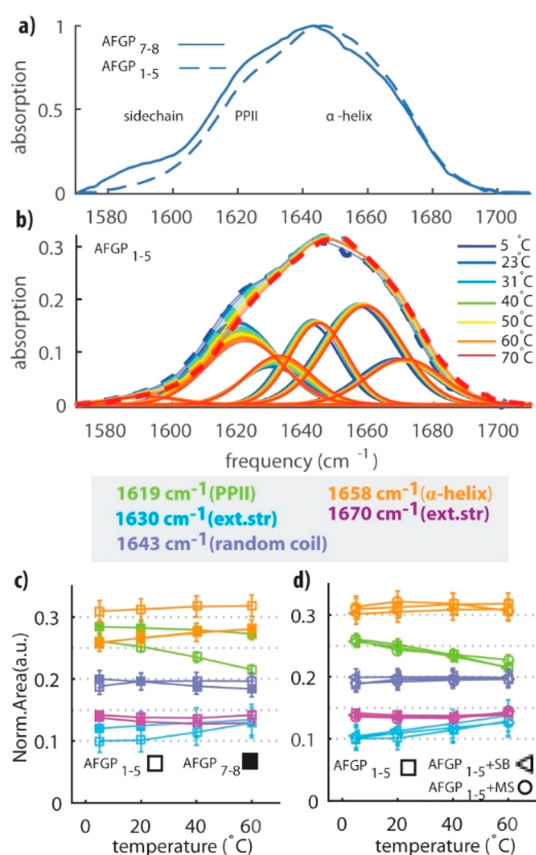 a)
AFGP 7-8
AFGP 1-5
sidechain PPII α -helix
absorption
1
0.5
0
1580 1600 1620 1640 1660 1680 1700
b)
AFGP 1-5
5 °C
23 °C
31 °C
40 °C
50 °C
60 °C
70 °C
absorption
0.3
0.2
0.1
0
1580 1600 1620 1640 1660 1680 1700
frequency (cm -1)
1619 cm-1(PPII) 1658 cm-1(α-helix)
1630 cm-1(ext.str) 1670 cm-1(ext.str)
1643 cm-1(random coil)
c)
Norm.Area(a.u.)
0.3
0.2
0.1
AFGP 1-5 AFGP 7-8
0 20 40 60
temperature (°C)
d)
0.3
0.2
0.1
AFGP 1-5 AFGP 1-5+SB
AFGP 1-5+MS
0 20 40 60
temperature (°C)